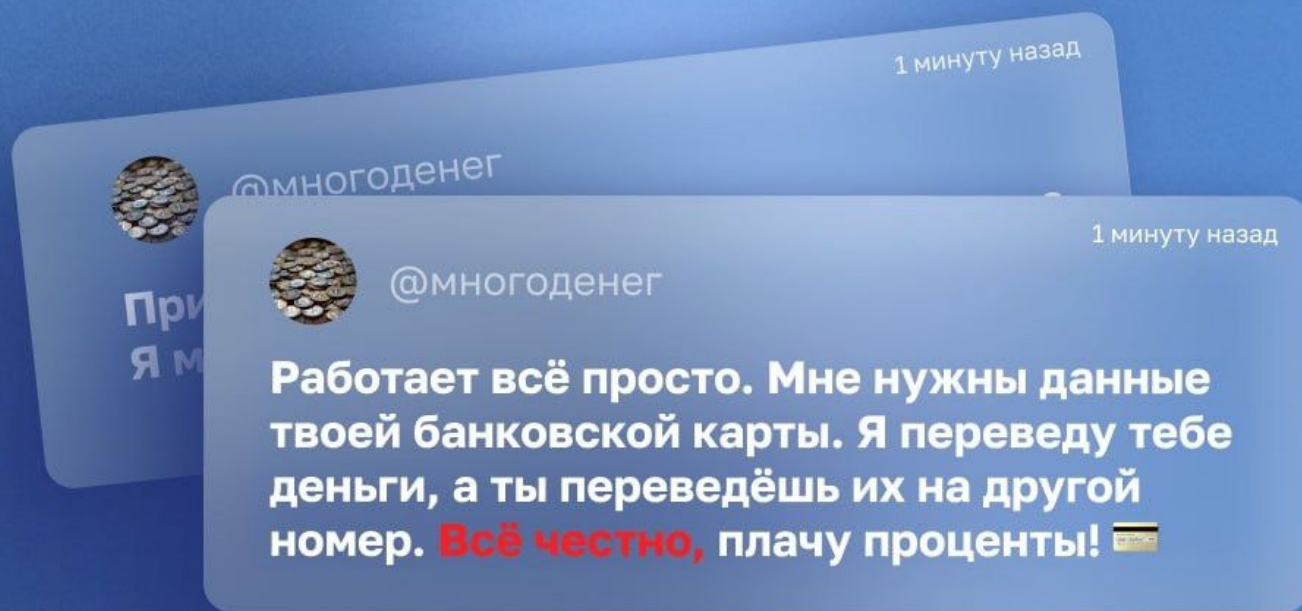 1 минуту назад
@многоденег
При
Я м
1 минуту назад
@многоденег
Работает всё просто. Мне нужны данные
твоей банковской карты. Я переведу тебе
деньги, а ты переведёшь их на другой
номер. Всё честно, плачу проценты!